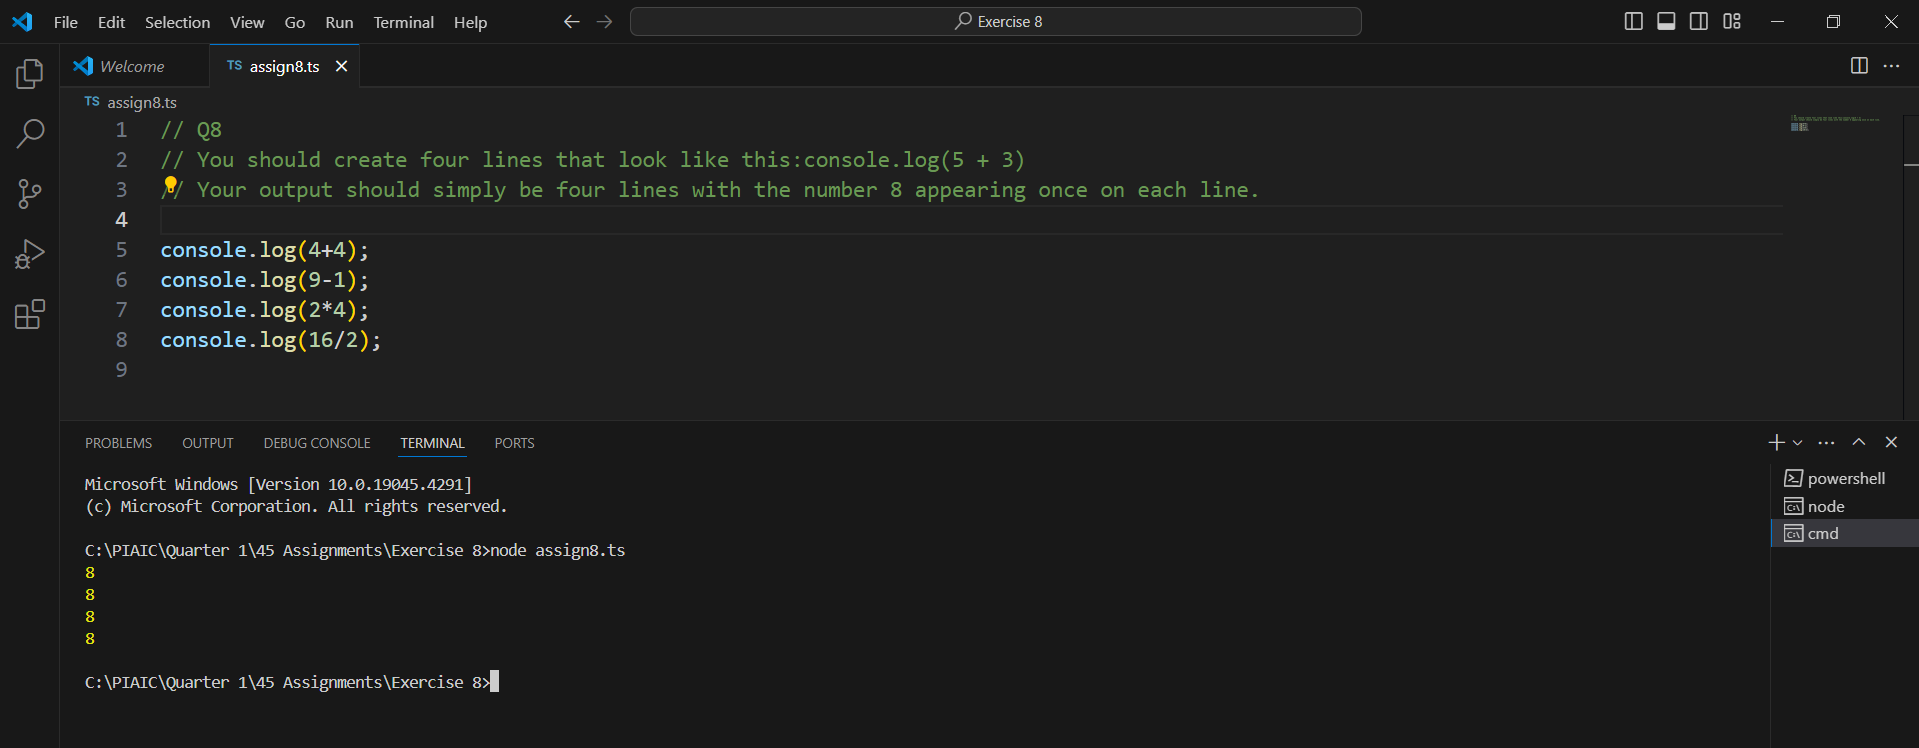 File Edit Selection View Go Run Terminal Help Exercise 8
Welcome TS assign8.ts
TS assign8.ts
1 // Q8
2 // You should create four lines that look like this:console.log(5 + 3)
3 // Your output should simply be four lines with the number 8 appearing once on each line.
4
5 console.log(4+4);
6 console.log(9-1);
7 console.log(2*4);
8 console.log(16/2);
9
PROBLEMS OUTPUT DEBUG CONSOLE TERMINAL PORTS
Microsoft Windows [Version 10.0.19045.4291]
(c) Microsoft Corporation. All rights reserved.
C:\PIAIC\Quarter 1\45 Assignments\Exercise 8>node assign8.ts
8
8
8
8
C:\PIAIC\Quarter 1\45 Assignments\Exercise 8>
powershell
node
cmd